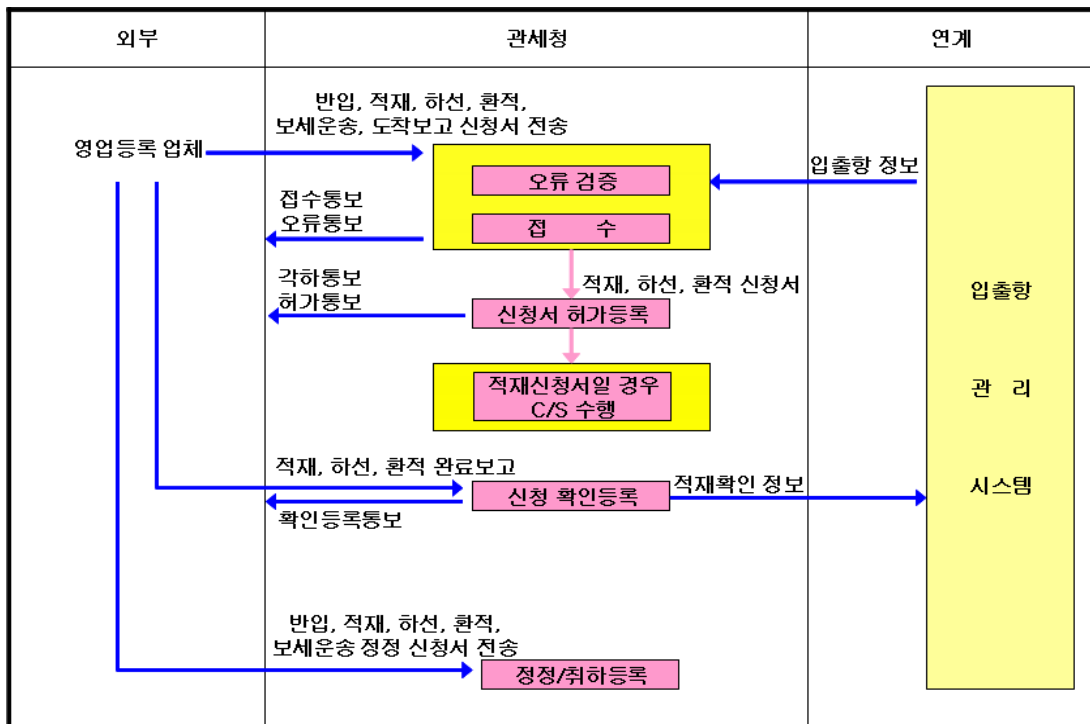 외부
관세청
연계
반입, 적재, 하선, 환적,
보세운송, 도착보고 신청서 전송
영업등록 업체
오류 검증
입출항 정보
접수통보
오류통보
접 수
각하통보
허가통보
적재, 하선, 환적 신청서
신청서 허가등록
입출항
적재신청서일 경우
C/S 수행
관 리
적재, 하선, 환적 완료보고
신청 확인등록
적재확인 정보
시스템
확인등록통보
반입, 적재, 하선, 환적,
보세운송 정정 신청서 전송
정정/취하등록